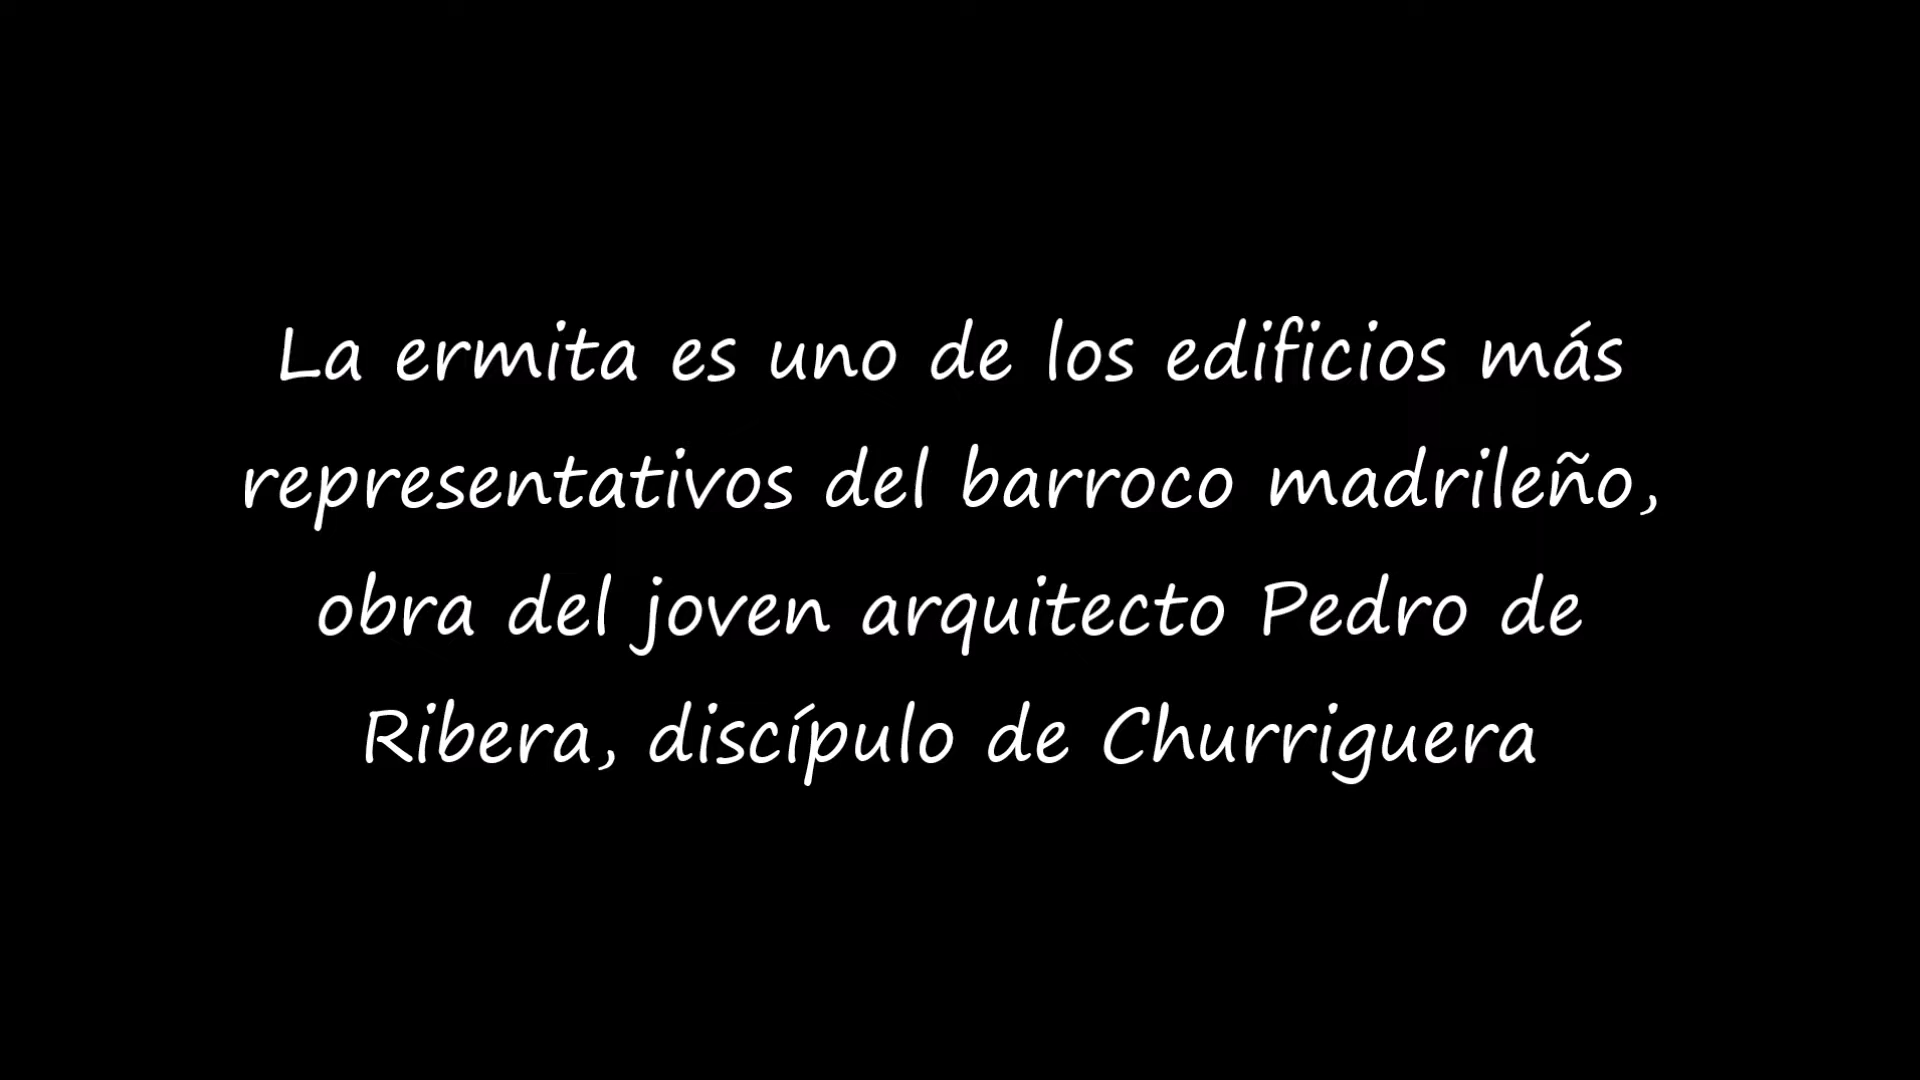 La ermita es uno de los edificios más
representativos del barroco madrileño,
obra del joven arquitecto Pedro de
Ribera, discípulo de Churriguera